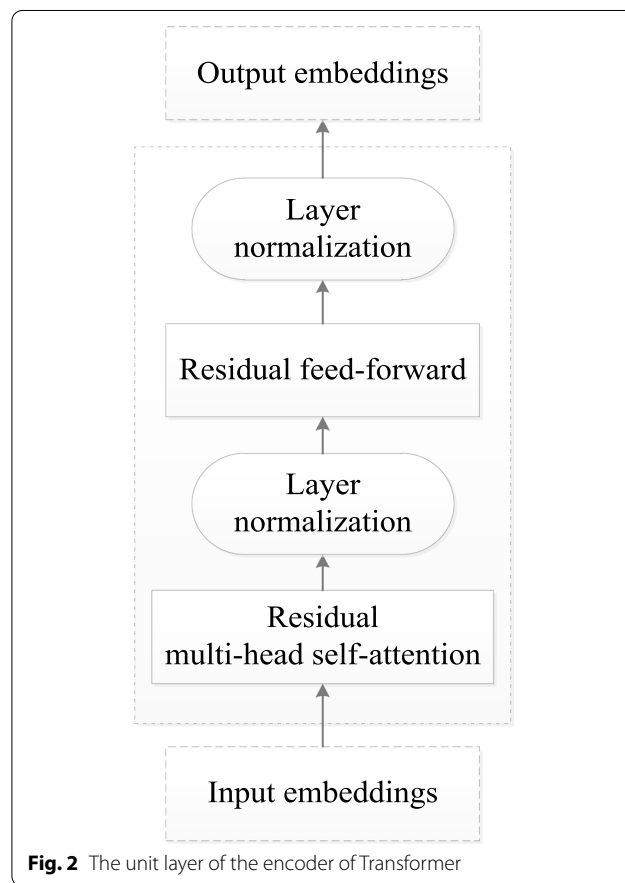 Output embeddings
Layer
normalization
Residual feed-forward
Layer
normalization
Residual
multi-head self-attention
Input embeddings
Fig. 2 The unit layer of the encoder of Transformer